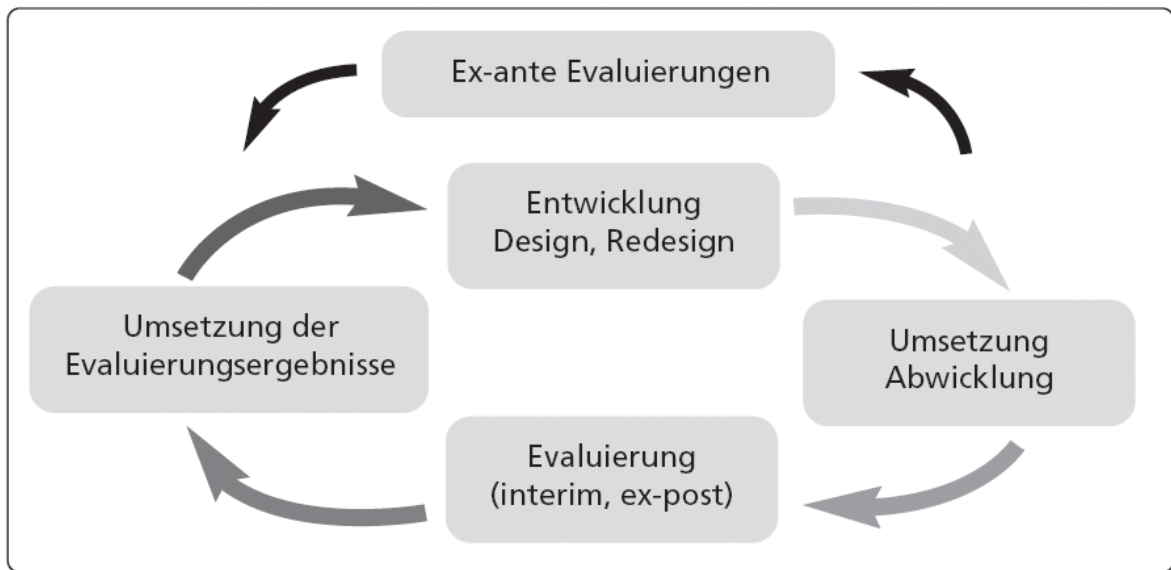 Ex-ante Evaluierungen
Entwicklung
Design, Redesign
Umsetzung der
Evaluierungsergebnisse
Umsetzung
Abwicklung
Evaluierung
(interim, ex-post)